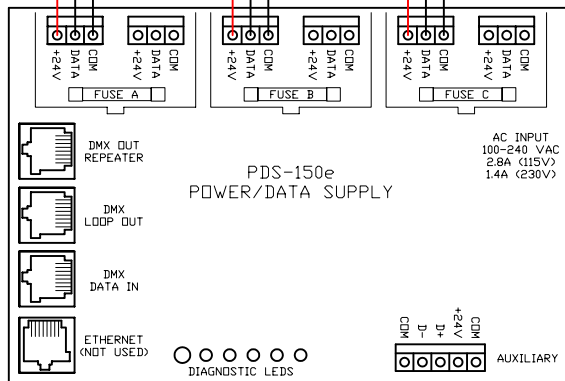 +24V DATA COM +24V DATA COM
FUSE A
+24V DATA COM +24V DATA COM
FUSE B
+24V DATA COM +24V DATA COM
FUSE C
DMX OUT
REPEATER
DMX
LOOP OUT
DMX
DATA IN
ETHERNET
(NOT USED)
PDS-150e
POWER/DATA SUPPLY
AC INPUT
100-240 VAC
2.8A (115V)
1.4A (230V)
DIAGNOSTIC LEDS
COM D- D+ +24V COM
AUXILIARY